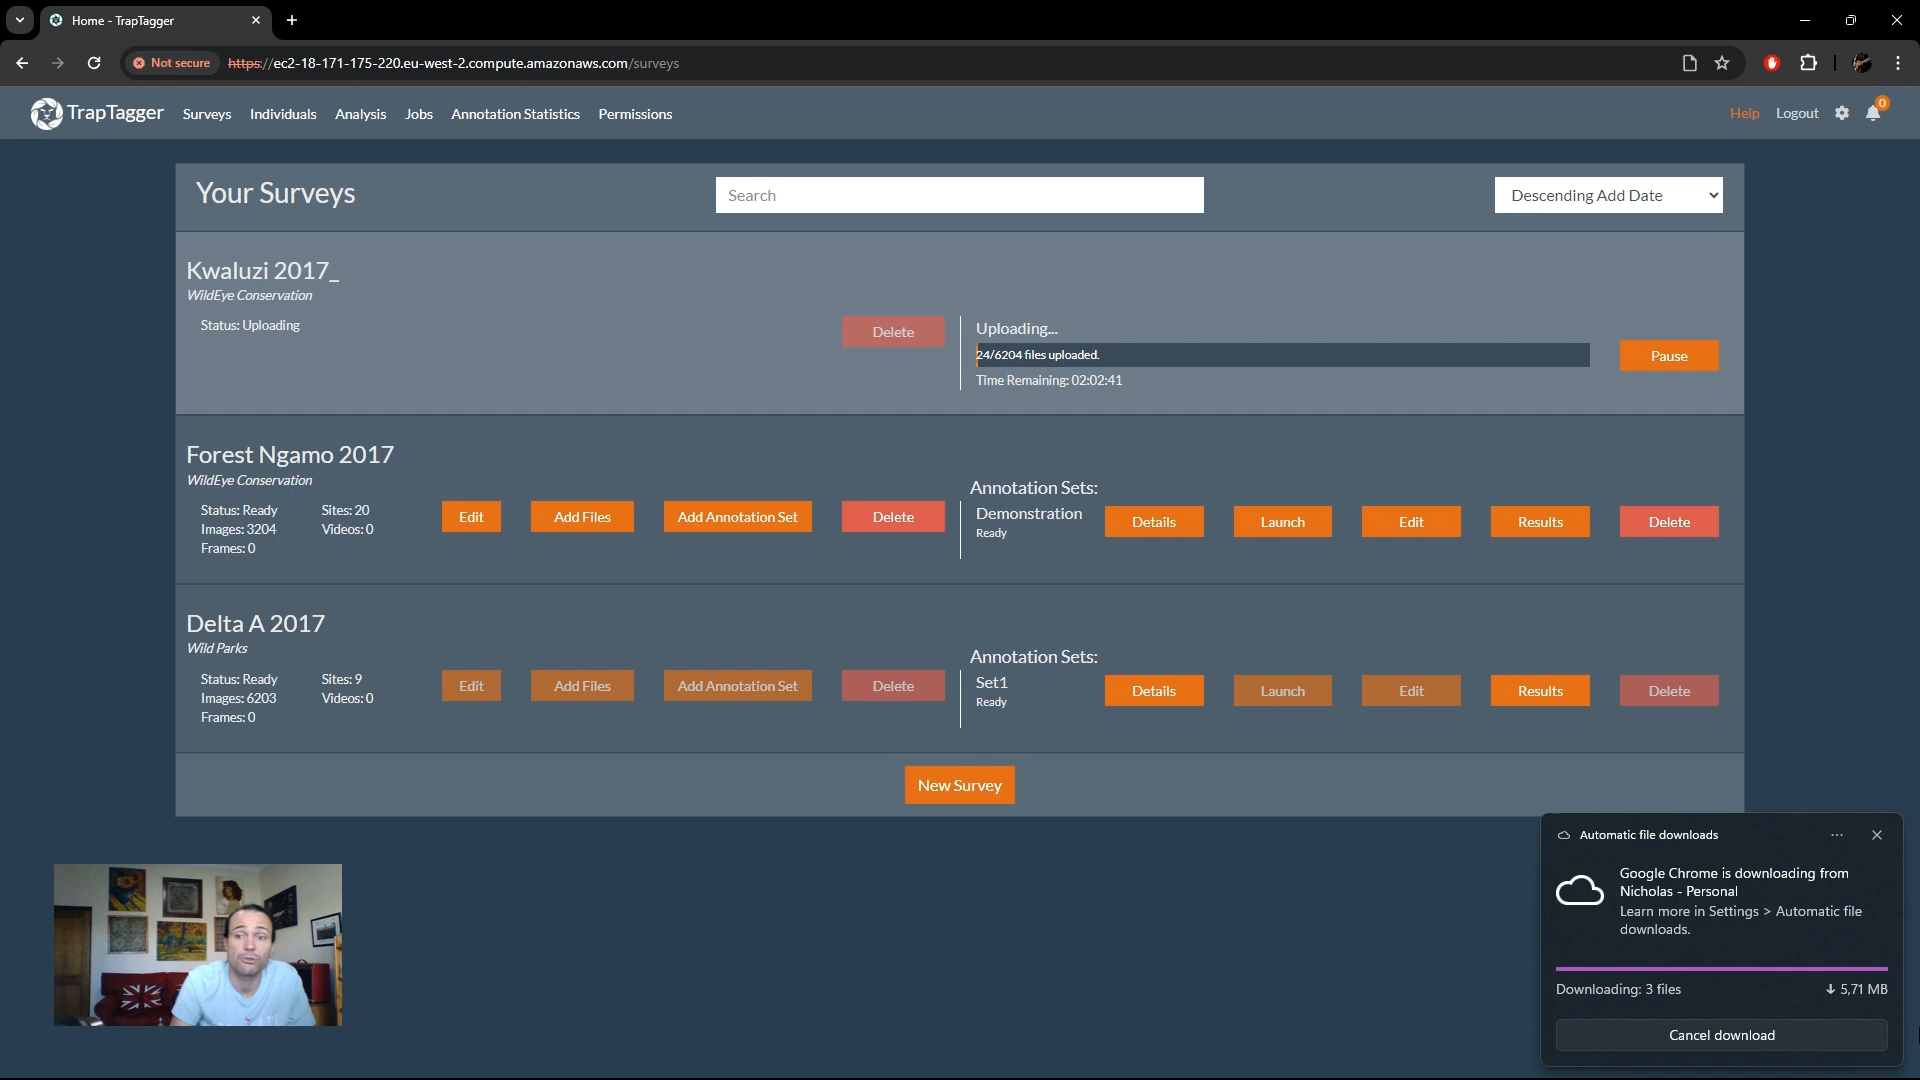 Home - TrapTagger
Not secure https://ec2-18-171-175-220.eu-west-2.compute.amazonaws.com/surveys
TrapTagger Surveys Individuals Analysis Jobs Annotation Statistics Permissions Help Logout 0
Your Surveys Search Descending Add Date
Kwaluzi 2017_
WildEye Conservation
Status: Uploading Delete
Uploading...
24/6204 files uploaded.
Time Remaining: 02:02:41
Pause
Forest Ngamo 2017
WildEye Conservation
Status: Ready Sites: 20
Images: 3204 Videos: 0
Frames: 0
Edit Add Files Add Annotation Set Delete
Annotation Sets:
Demonstration
Ready
Details Launch Edit Results Delete
Delta A 2017
Wild Parks
Status: Ready Sites: 9
Images: 6203 Videos: 0
Frames: 0
Edit Add Files Add Annotation Set Delete
Annotation Sets:
Set1
Ready
Details Launch Edit Results Delete
New Survey
Automatic file downloads
Google Chrome is downloading from
Nicholas - Personal
Learn more in Settings > Automatic file
downloads.
Downloading: 3 files 5,71 MB
Cancel download